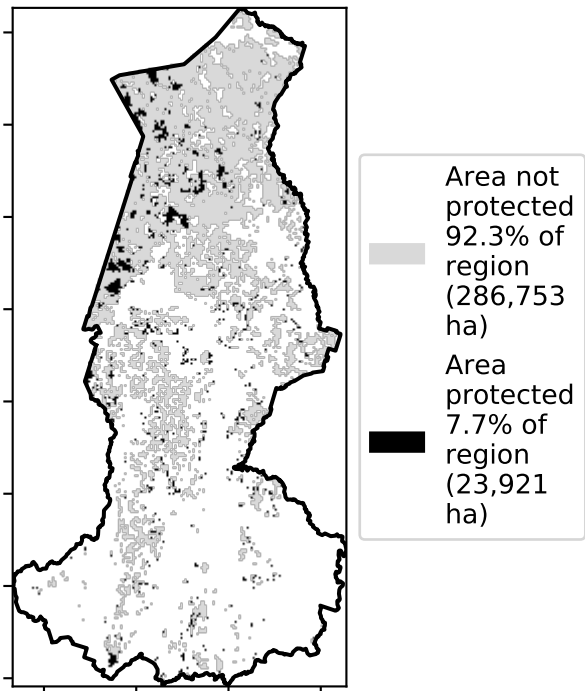 Area not
protected
92.3% of
region
(286,753
ha)
Area
protected
7.7% of
region
(23,921
ha)